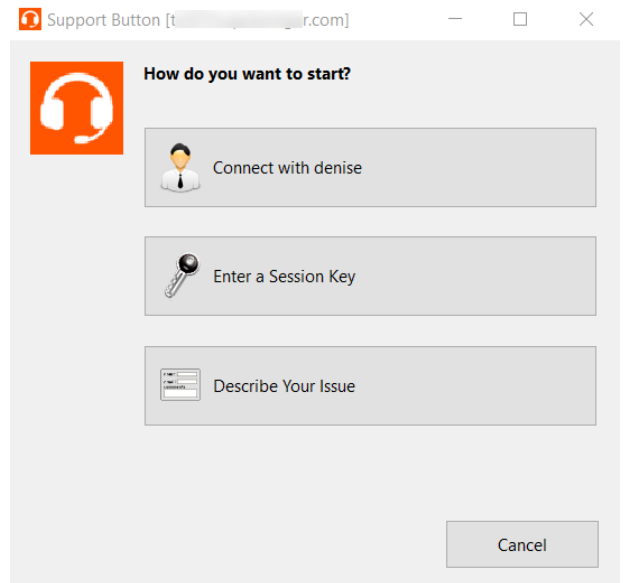 Support Button [t r.com]
How do you want to start?
Connect with denise
Enter a Session Key
Describe Your Issue
Cancel